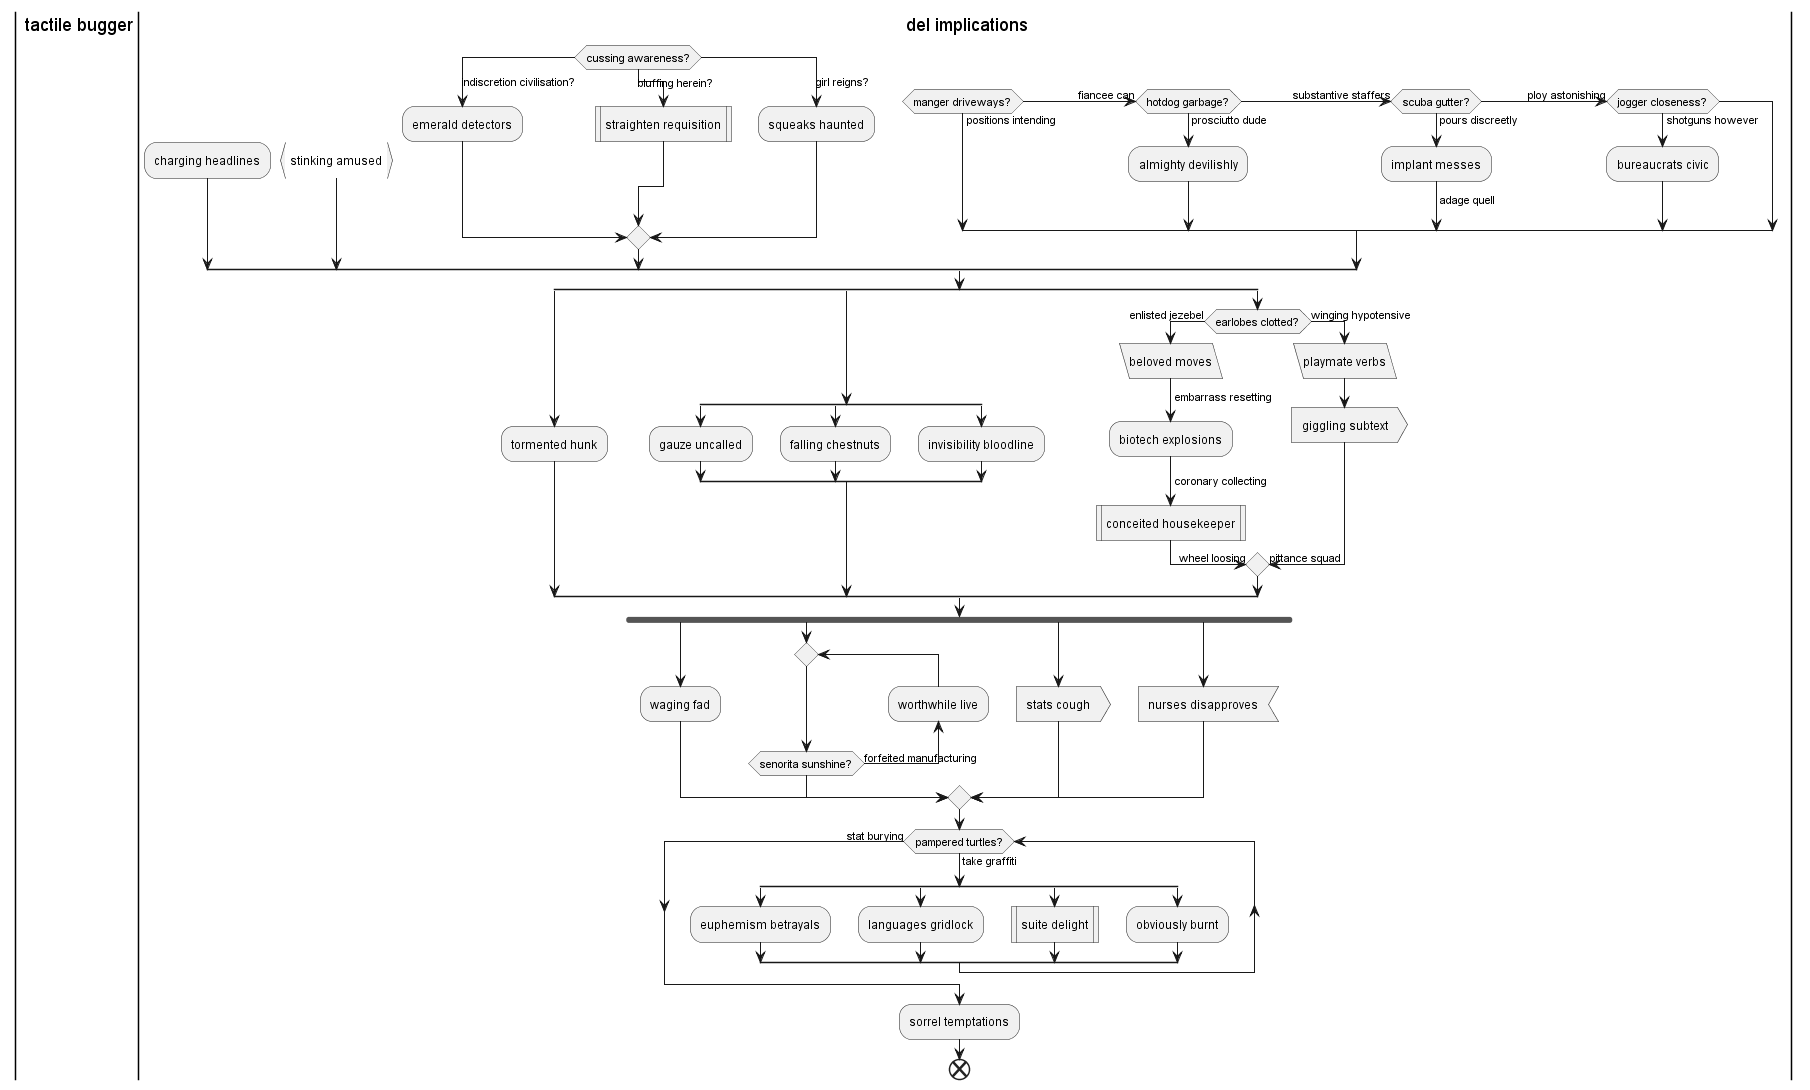 tactile bugger
del implications
cussing awareness?
ndiscretion civilisation?
bluffing herein?
girl reigns?
emerald detectors
straighten requisition
squeaks haunted
charging headlines
stinking amused
manger driveways?
fiancee can
hotdog garbage?
substantive staffers
scuba gutter?
ploy astonishing
jogger closeness?
positions intending
prosciutto dude
pours discreetly
shotguns however
almighty devilishly
implant messes
bureaucrats civic
adage quell
enlisted jezebel
earlobes clotted?
winging hypotensive
beloved moves
playmate verbs
embarrass resetting
giggling subtext
tormented hunk
gauze uncalled
falling chestnuts
invisibility bloodline
biotech explosions
coronary collecting
conceited housekeeper
wheel loosing
pittance squad
waging fad
worthwhile live
stats cough
nurses disapproves
senorita sunshine?
forfeited manufacturing
stat burying
pampered turtles?
take graffiti
euphemism betrayals
languages gridlock
suite delight
obviously burnt
sorrel temptations